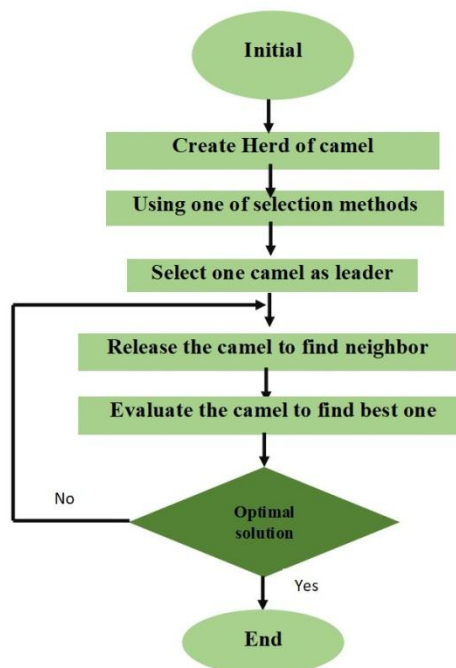 Initial
Create Herd of camel
Using one of selection methods
Select one camel as leader
Release the camel to find neighbor
Evaluate the camel to find best one
No
Optimal
solution
Yes
End